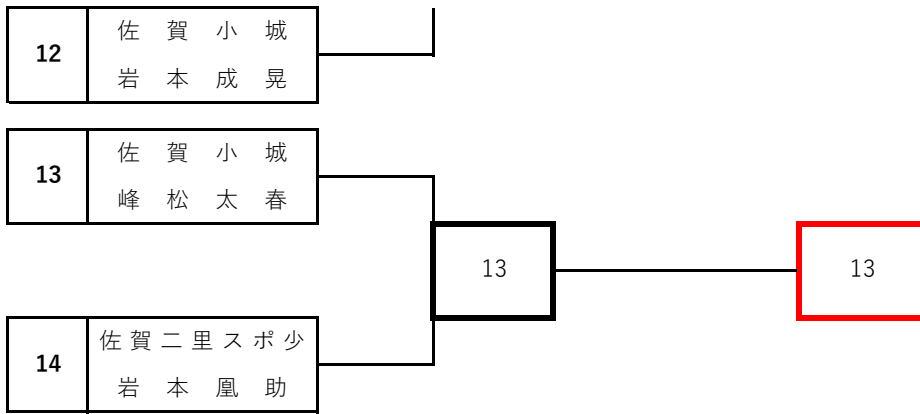 12
佐賀小城
岩本成晃
13
佐賀小城
峰松太春
13
13
14
佐賀二里スポ少
岩本凰助